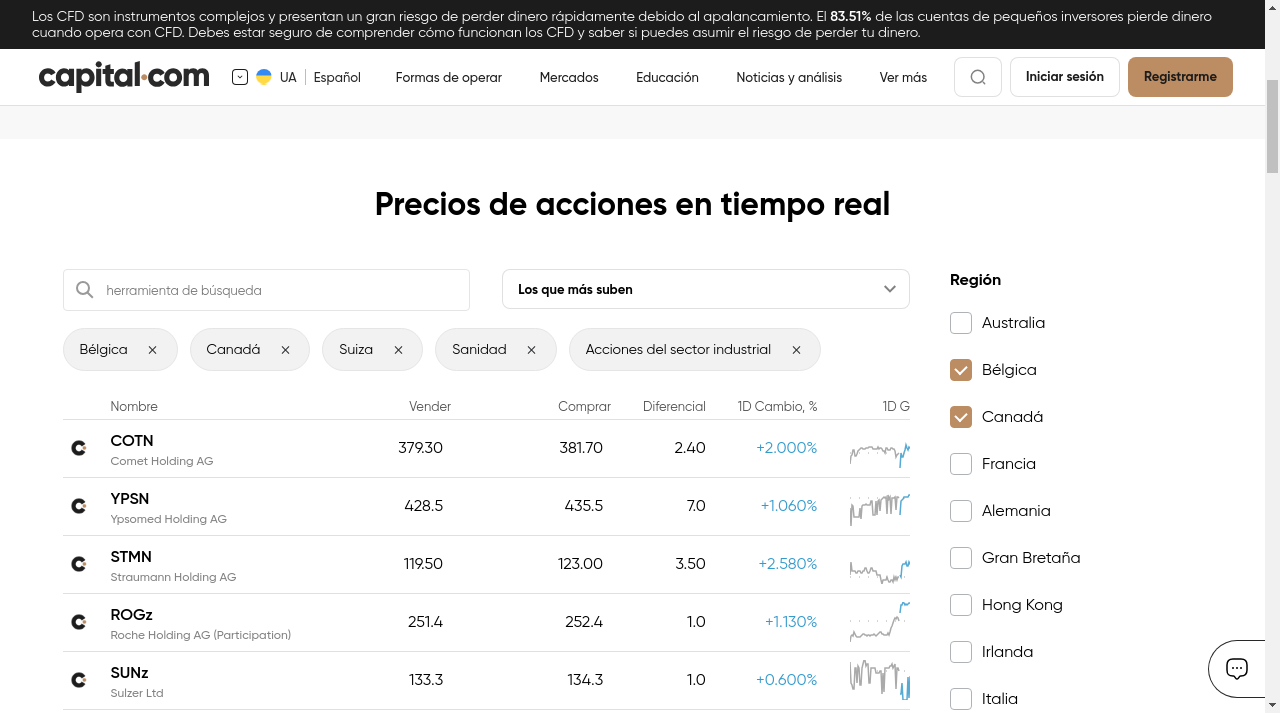 Los CFD son instrumentos complejos y presentan un gran riesgo de perder dinero rápidamente debido al apalancamiento. El 83.51% de las cuentas de pequeños inversores pierde dinero
cuando opera con CFD. Debes estar seguro de comprender cómo funcionan los CFD y saber si puedes asumir el riesgo de perder tu dinero.
capital.com UA Español Formas de operar Mercados Educación Noticias y análisis Ver más Iniciar sesión Registrarme
Precios de acciones en tiempo real
herramienta de búsqueda Los que más suben
Bélgica Canadá Suiza Sanidad Acciones del sector industrial
Nombre Vender Comprar Diferencial 1D Cambio, % 1D G
COTN 379.30 381.70 2.40 +2.000%
Comet Holding AG
YPSN 428.5 435.5 7.0 +1.060%
Ypsomed Holding AG
STMN 119.50 123.00 3.50 +2.580%
Straumann Holding AG
ROGz 251.4 252.4 1.0 +1.130%
Roche Holding AG (Participation)
SUNz 133.3 134.3 1.0 +0.600%
Sulzer Ltd
Región
Australia
Bélgica
Canadá
Francia
Alemania
Gran Bretaña
Hong Kong
Irlanda
Italia